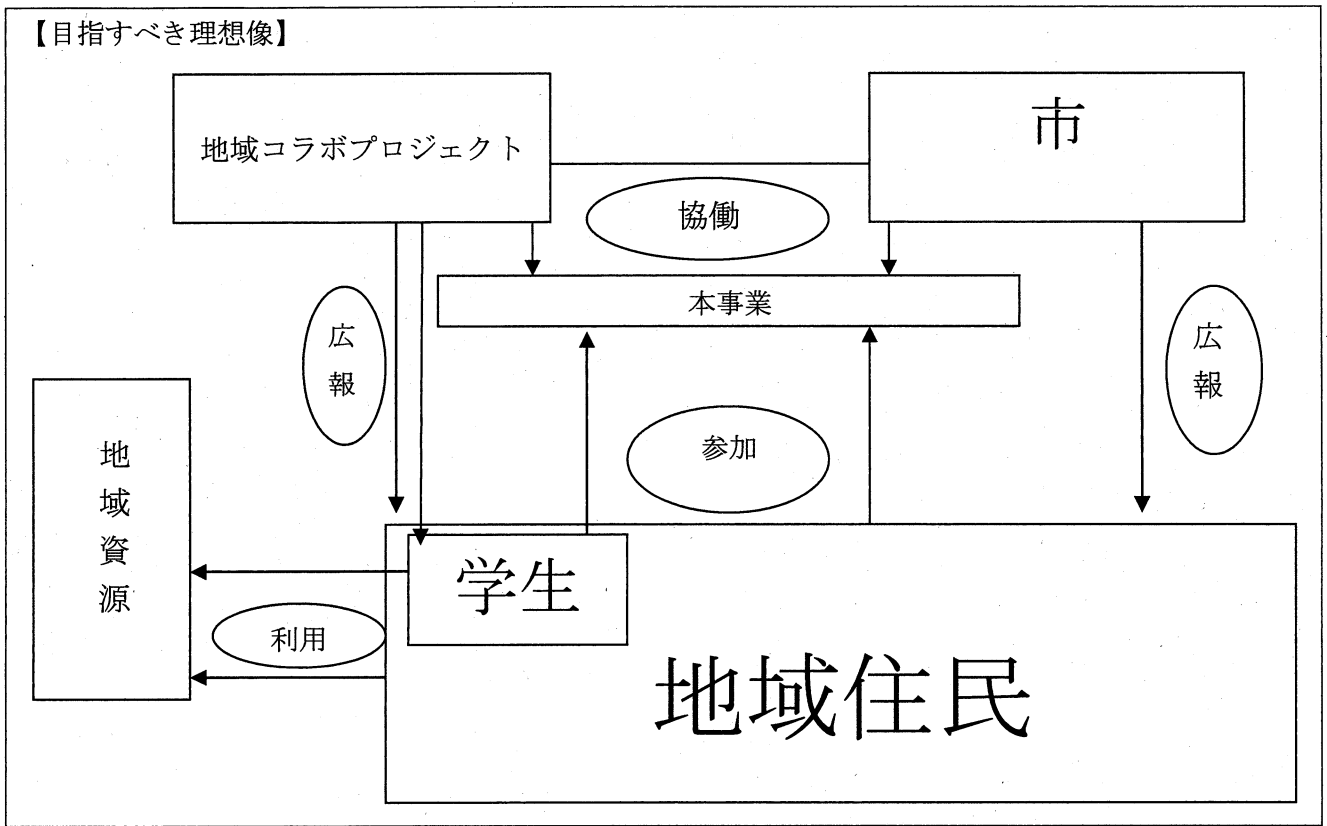 【目指すべき理想像】
地域コラボプロジェクト
市
協働
本事業
広報
広報
参加
地域資源
学生
利用
地域住民